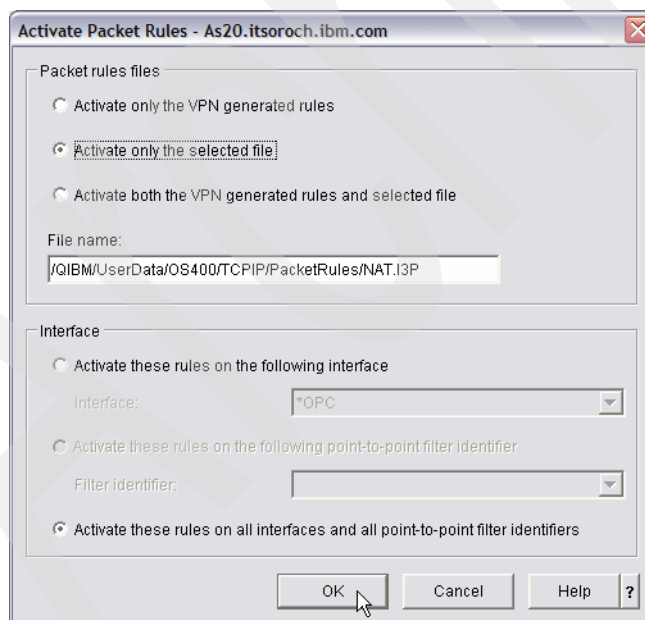 Activate Packet Rules - As20.itsoroch.ibm.com
Packet rules files
Activate only the VPN generated rules
Activate only the selected file
Activate both the VPN generated rules and selected file
File name:
/QIBM/UserData/OS400/TCPIP/PacketRules/NAT.I3P
Interface
Activate these rules on the following interface
Interface: *OPC
Activate these rules on the following point-to-point filter identifier
Filter identifier:
Activate these rules on all interfaces and all point-to-point filter identifiers
OK Cancel Help ?